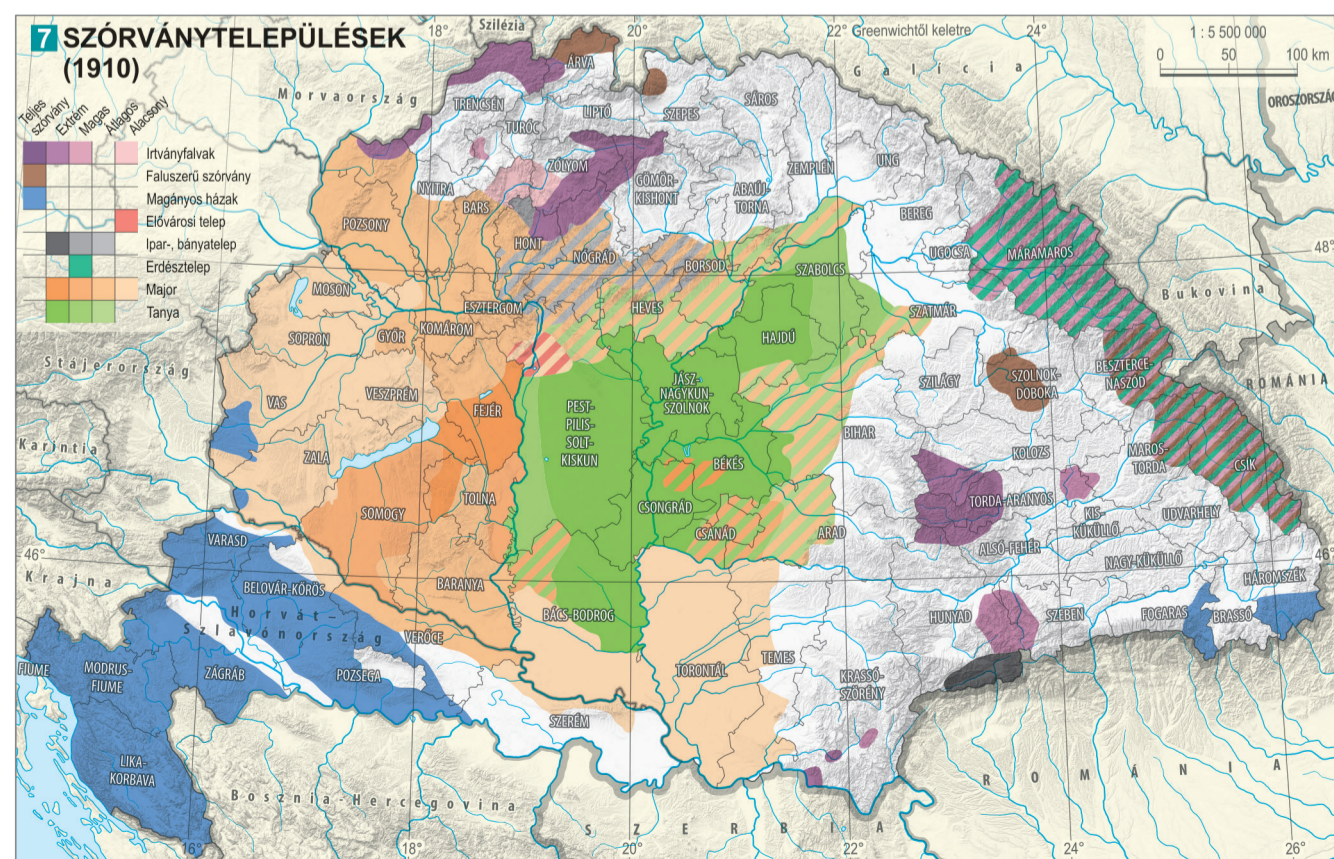 7 SZÓRVÁNYTELEPÜLÉSEK
(1910)
Teljes szórvány
Extrém
Magas
Átlagos
Alacsony
Irtványfalvak
Faluszerű szórvány
Magányos házak
Elővárosi telep
Ipar-, bányatelep
Erdésztelep
Major
Tanya
18°
Szilézia
20°
22°
Greenwichtől keletre
1 : 5 500 000
0 50 100 km
Galícia
OROSZORSZÁG
Morvaország
ÁRVA
TRENCSÉN
LIPTÓ
SZEPES
SÁROS
TURÓC
ZÓLYOM
NYITRA
GÖMÖR-
KISHONT
ABAÚJ-
TORNA
ZEMPLÉN
UNG
BEREG
BARS
POZSONY
HONT
NÓGRÁD
BORSOD
SZABOLCS
UGOCSA
MÁRAMAROS
48°
Bukovina
MOSON
ESZTERGOM
HEVES
SOPRON
GYŐR
KOMÁROM
HAJDÚ
SZATMÁR
Stájerország
VAS
VESZPRÉM
FEJÉR
JÁSZ-
NAGYKUN-
SZOLNOK
SZILÁGY
SZOLNOK-
DOBOKA
BESZTERCE-
NASZÓD
ROMÁNIA
PEST-
PILIS-
SOLT-
KISKUN
Karintia
ZALA
BÉKÉS
BIHAR
KOLOZS
MAROS-
TORDA
CSÍK
SOMOGY
TOLNA
CSONGRÁD
CSANÁD
ARAD
TORDA-ARANYOS
KIS-
KÜKÜLLŐ
UDVARHELY
46°
VARASD
ALSÓ-FEHÉR
NAGY-KÜKÜLLŐ
46°
Krajna
BELOVÁR-KŐRÖS
BARANYA
HÁROMSZÉK
Horvát-
Szlavónország
VERŐCE
BÁCS-BODROG
HUNYAD
SZEBEN
FOGARAS
BRASSÓ
FIUME
MODRUS-
FIUME
ZÁGRÁB
POZSEGA
TORONTÁL
TEMES
KRASSÓ-
SZÖRÉNY
SZERÉM
LIKA-
KORBAVA
Bosznia-Hercegovina
ROMÁNIA
SZERBIA
16°
18°
20°
22°
24°
26°